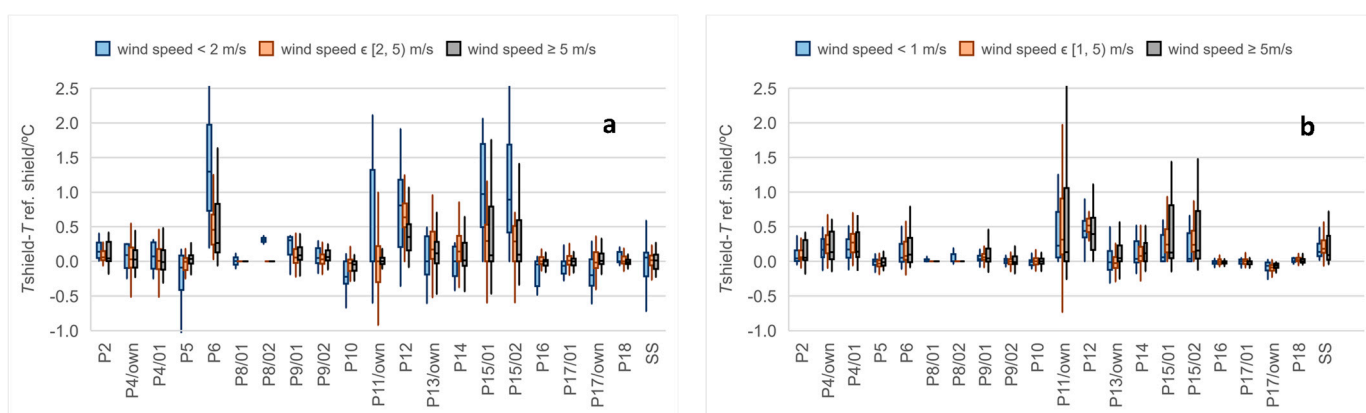 wind speed < 2 m/s wind speed ϵ [2, 5) m/s wind speed ≥ 5 m/s
a
Tshield-T ref. shield/ºC
2.5
2.0
1.5
1.0
0.5
0.0
-0.5
-1.0
P2 P4/own P4/01 P5 P6 P8/01 P8/02 P9/01 P9/02 P10 P11/own P12 P13/own P14 P15/01 P15/02 P16 P17/01 P17/own P18 SS
wind speed < 1 m/s wind speed ϵ [1, 5) m/s wind speed ≥ 5m/s
b
Tshield-T ref. shield/ºC
2.5
2.0
1.5
1.0
0.5
0.0
-0.5
-1.0
P2 P4/own P4/01 P5 P6 P8/01 P8/02 P9/01 P9/02 P10 P11/own P12 P13/own P14 P15/01 P15/02 P16 P17/01 P17/own P18 SS